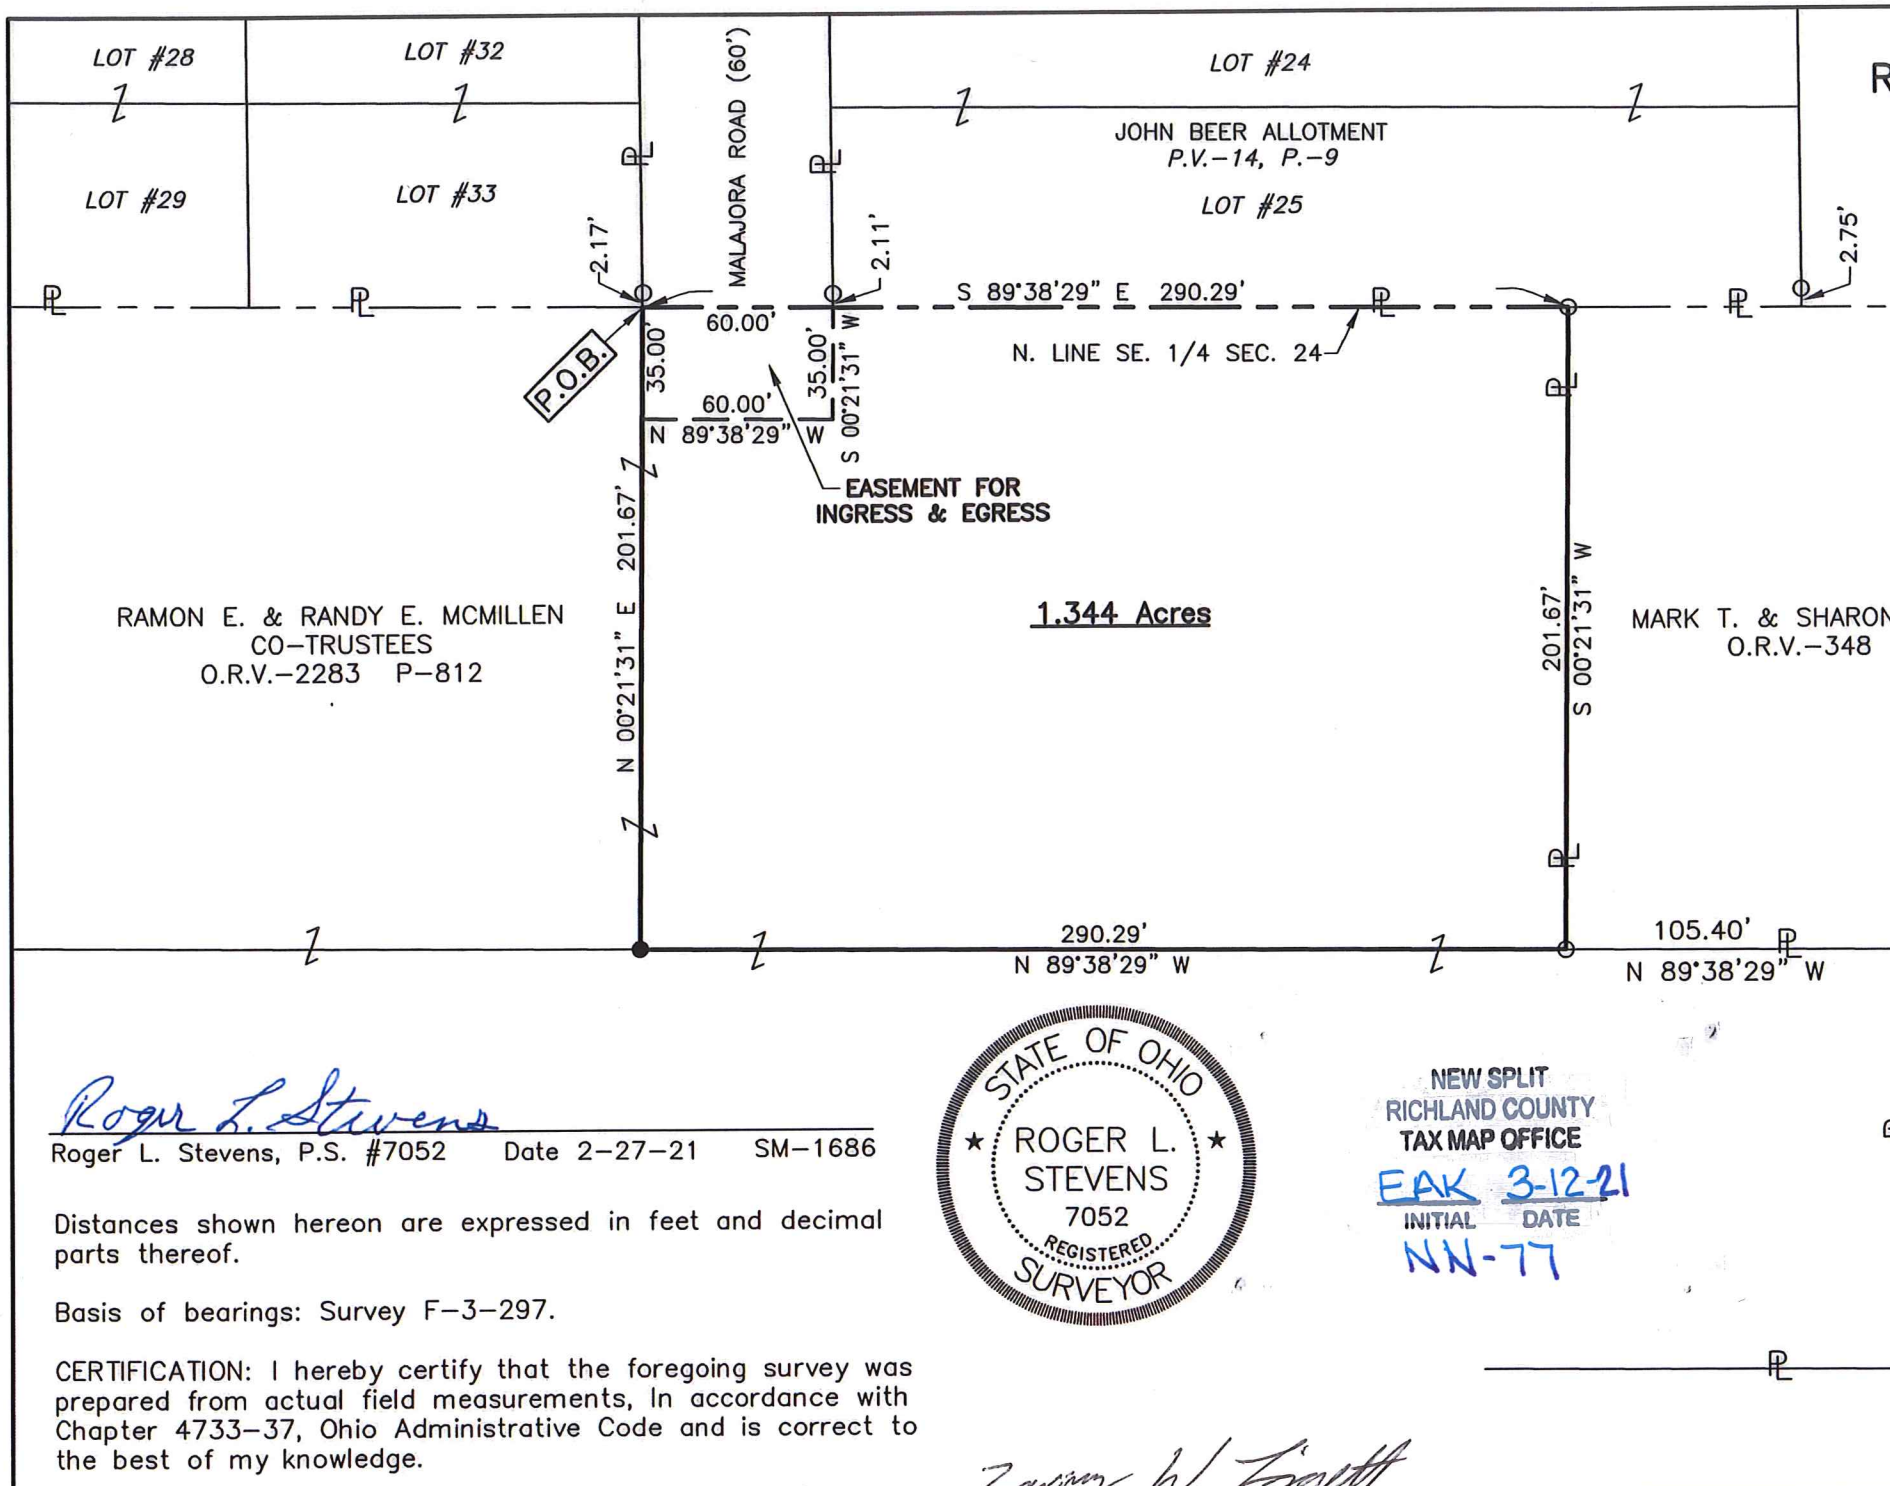 LOT #28
LOT #32
MALAJORA ROAD (60')
LOT #24
R
JOHN BEER ALLOTMENT
P.V.-14, P.-9
LOT #29
LOT #33
LOT #25
2.17'
2.11'
2.75'
S 89°38'29" E 290.29'
60.00'
N. LINE SE. 1/4 SEC. 24
P.O.B.
35.00'
35.00'
S 00°21'31" W
60.00'
N 89°38'29" W
EASEMENT FOR
INGRESS & EGRESS
N 00°21'31" E 201.67'
RAMON E. & RANDY E. MCMILLEN
CO-TRUSTEES
O.R.V.-2283 P-812
1.344 Acres
201.67'
S 00°21'31" W
MARK T. & SHARON
O.R.V.-348
290.29'
N 89°38'29" W
105.40'
N 89°38'29" W
Roger L. Stevens
Roger L. Stevens, P.S. #7052 Date 2-27-21 SM-1686
Distances shown hereon are expressed in feet and decimal
parts thereof.
Basis of bearings: Survey F-3-297.
CERTIFICATION: I hereby certify that the foregoing survey was
prepared from actual field measurements, In accordance with
Chapter 4733-37, Ohio Administrative Code and is correct to
the best of my knowledge.
STATE OF OHIO
ROGER L.
STEVENS
7052
REGISTERED
SURVEYOR
NEW SPLIT
RICHLAND COUNTY
TAX MAP OFFICE
EAK 3-12-21
INITIAL DATE
NN-77